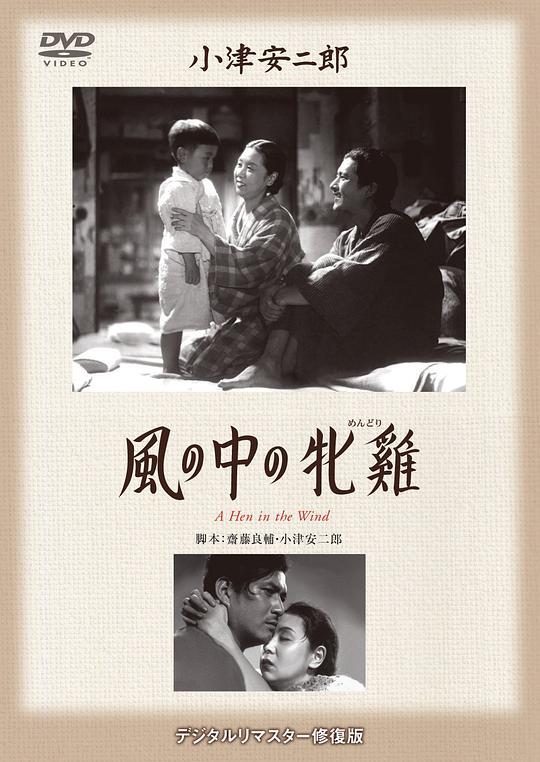 DVD
VIDEO
小津安二郎
めんどり
風の中の牝雞
A Hen in the Wind
脚本:齋藤良輔・小津安二郎
デジタルリマスター修復版